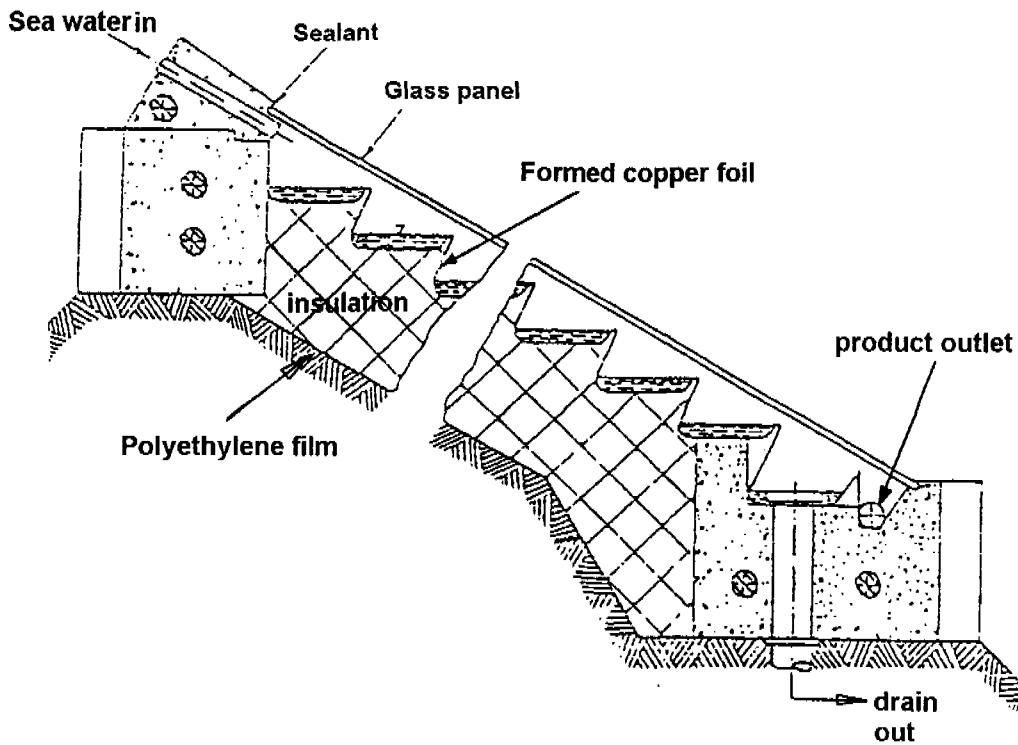 Sea water in
Sealant
Glass panel
Formed copper foil
insulation
product outlet
Polyethylene film
drain
out